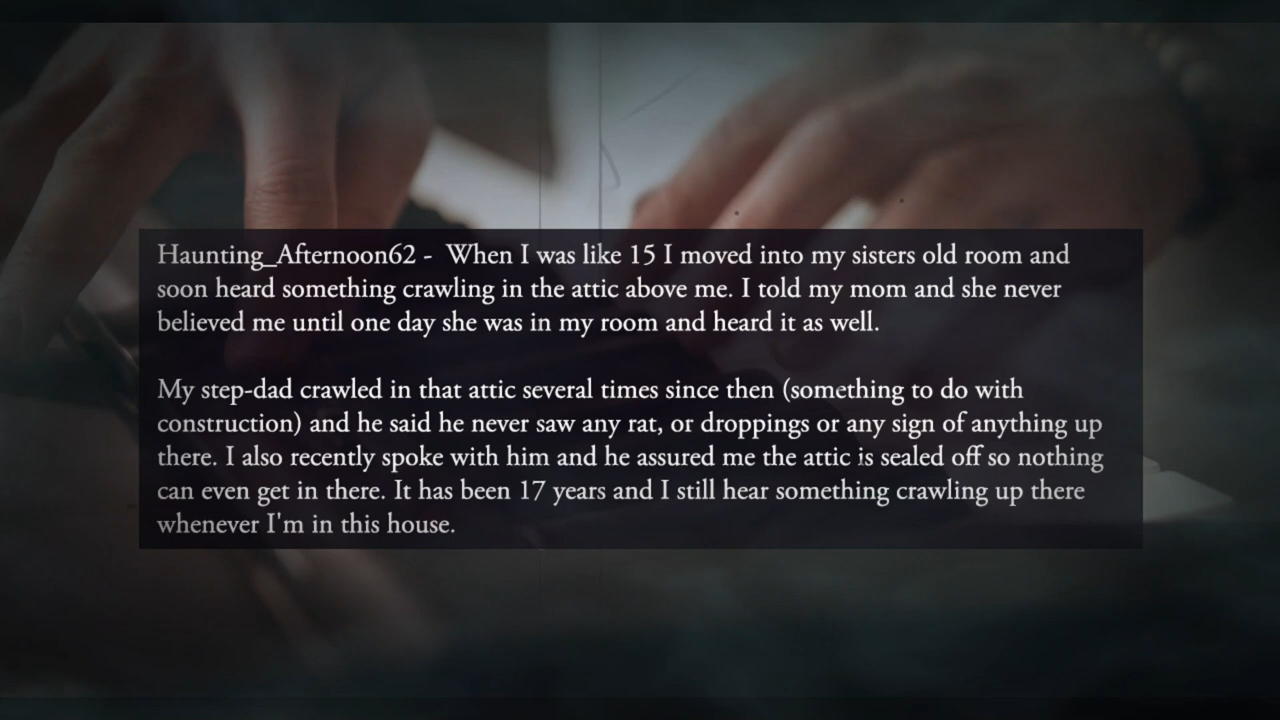 Haunting_Afternoon62 - When I was like 15 I moved into my sisters old room and
soon heard something crawling in the attic above me. I told my mom and she never
believed me until one day she was in my room and heard it as well.
My step-dad crawled in that attic several times since then (something to do with
construction) and he said he never saw any rat, or droppings or any sign of anything up
there. I also recently spoke with him and he assured me the attic is sealed off so nothing
can even get in there. It has been 17 years and I still hear something crawling up there
whenever I'm in this house.